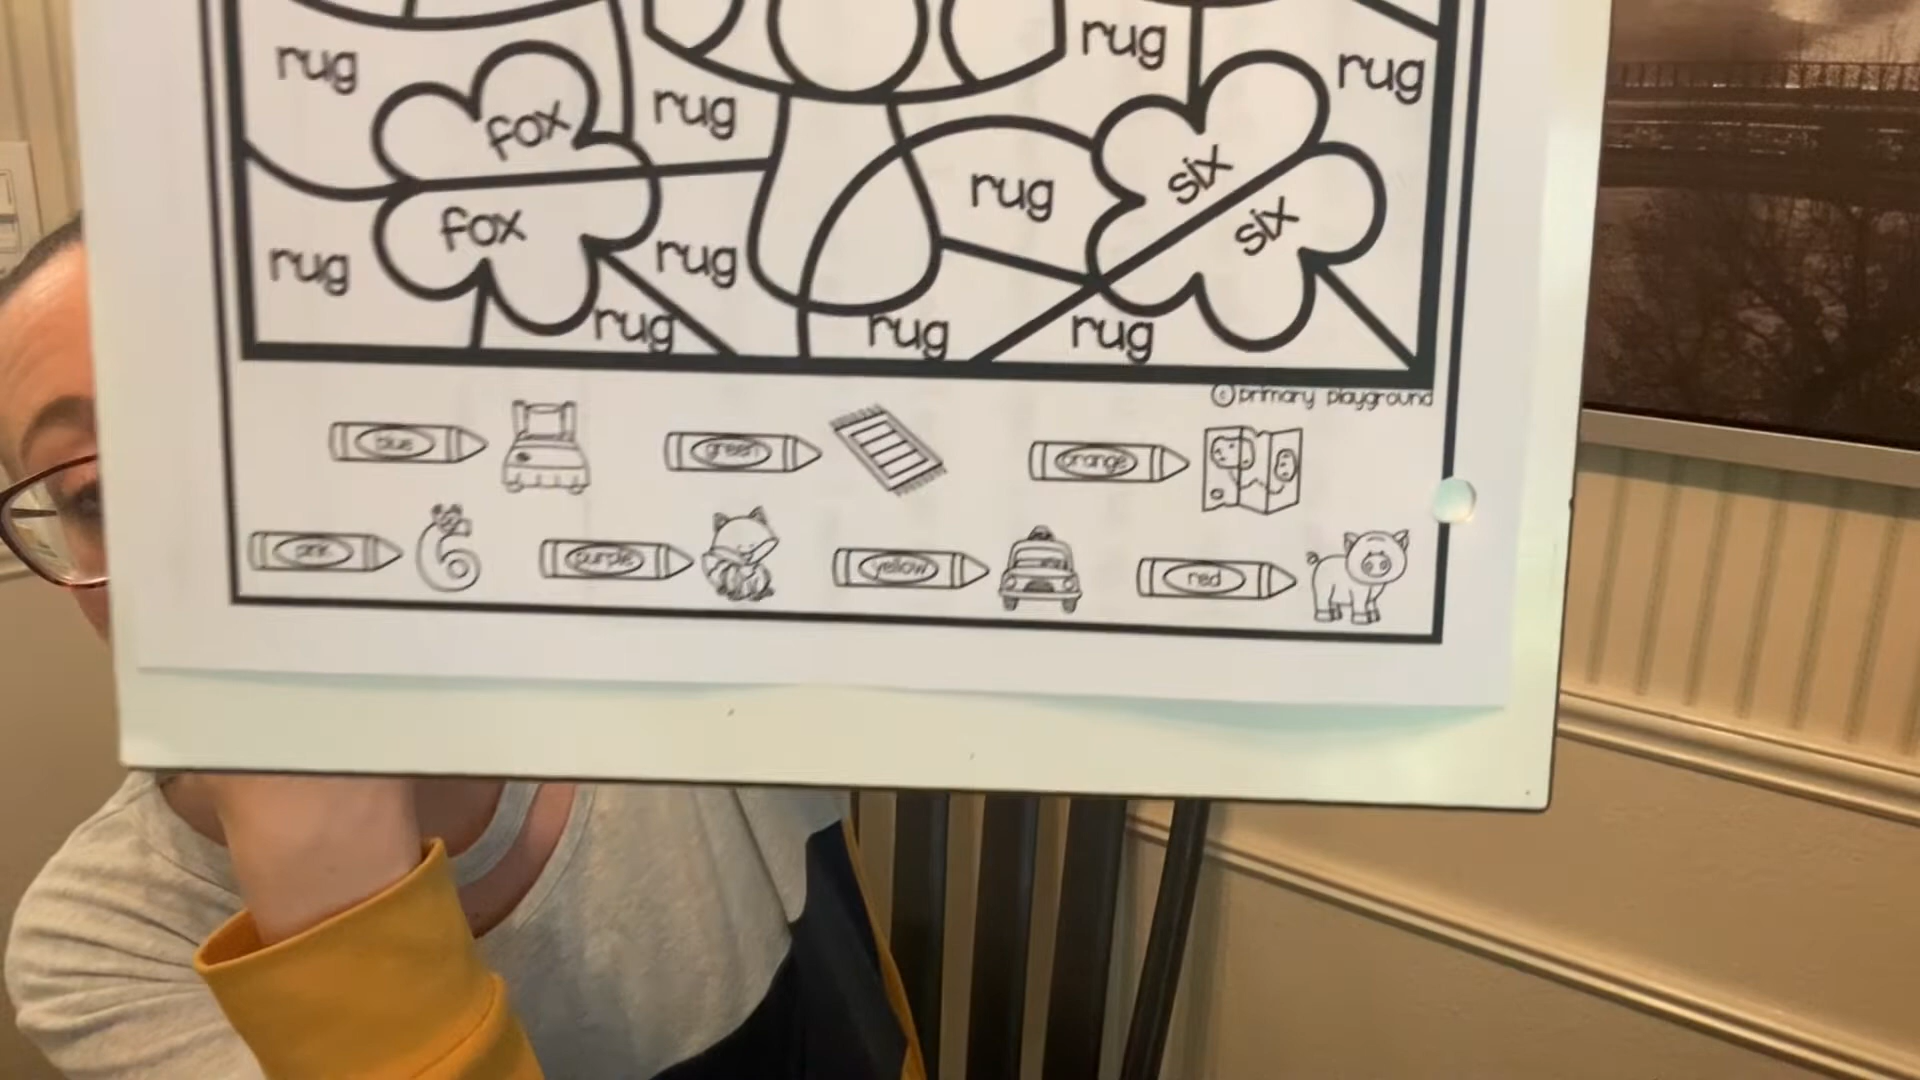 rug
rug
rug
fox
rug
six
rug
six
fox
rug
rug
rug
rug
rug
© primary playground
blue
green
orange
pink
purple
yellow
red